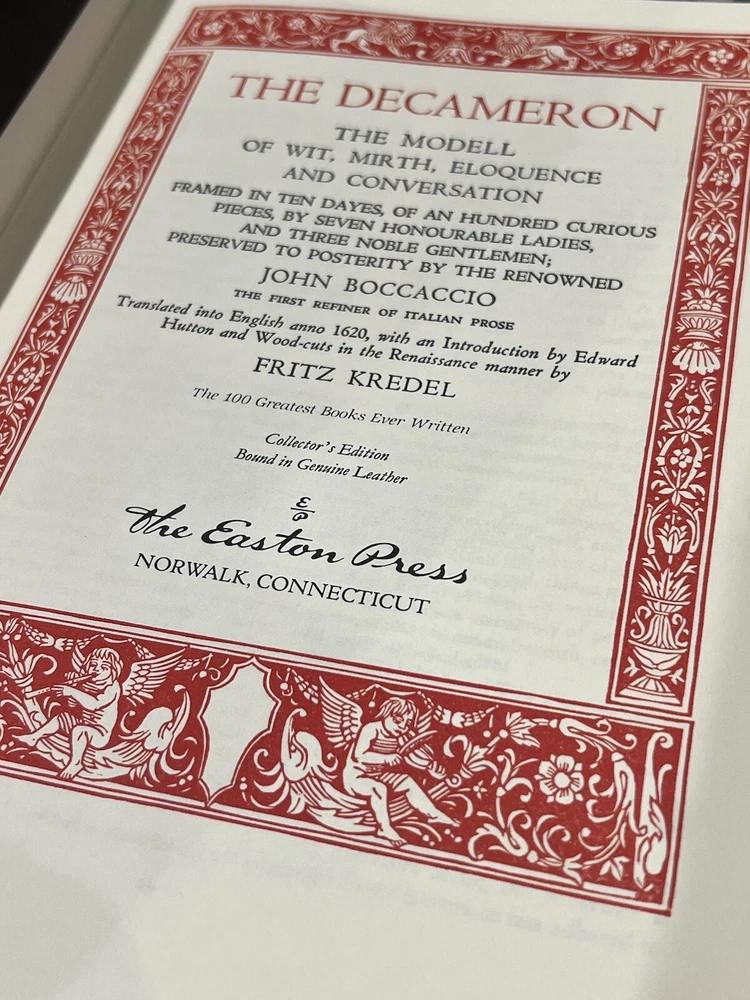 THE DECAMERON
THE MODELL
OF WIT, MIRTH, ELOQUENCE
AND CONVERSATION
FRAMED IN TEN DAYES, OF AN HUNDRED CURIOUS
PIECES, BY SEVEN HONOURABLE LADIES,
AND THREE NOBLE GENTLEMEN;
PRESERVED TO POSTERITY BY THE RENOWNED
JOHN BOCCACCIO
THE FIRST REFINER OF ITALIAN PROSE
Translated into English anno 1620, with an Introduction by Edward
Hutton and Wood-cuts in the Renaissance manner by
FRITZ KREDEL
The 100 Greatest Books Ever Written
Collector's Edition
Bound in Genuine Leather
E
P
The Easton Press
NORWALK, CONNECTICUT